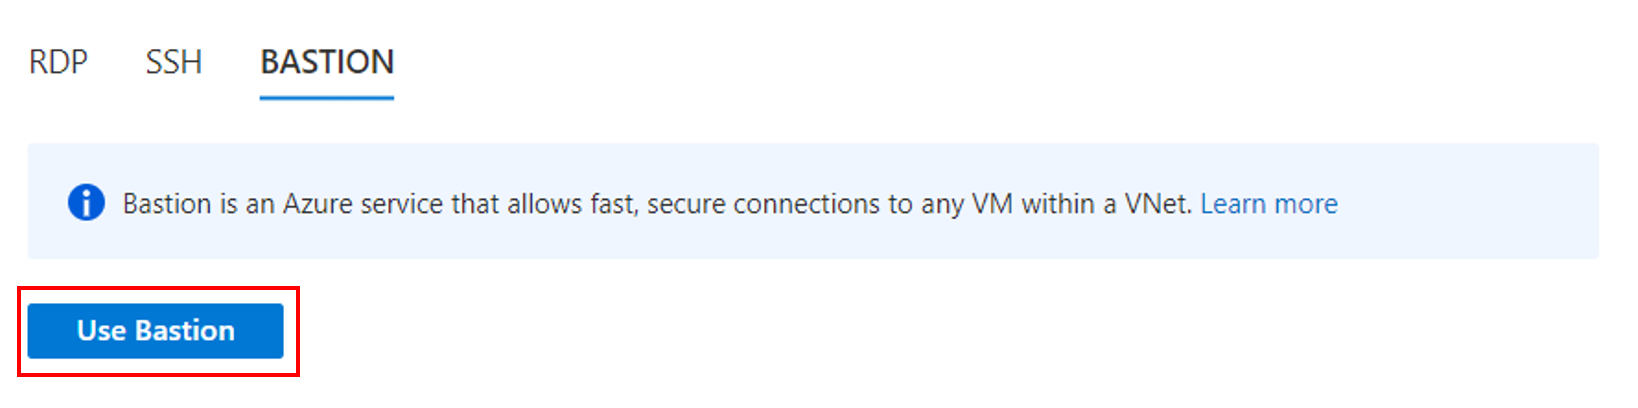 RDP SSH BASTION
Bastion is an Azure service that allows fast, secure connections to any VM within a VNet. Learn more
Use Bastion